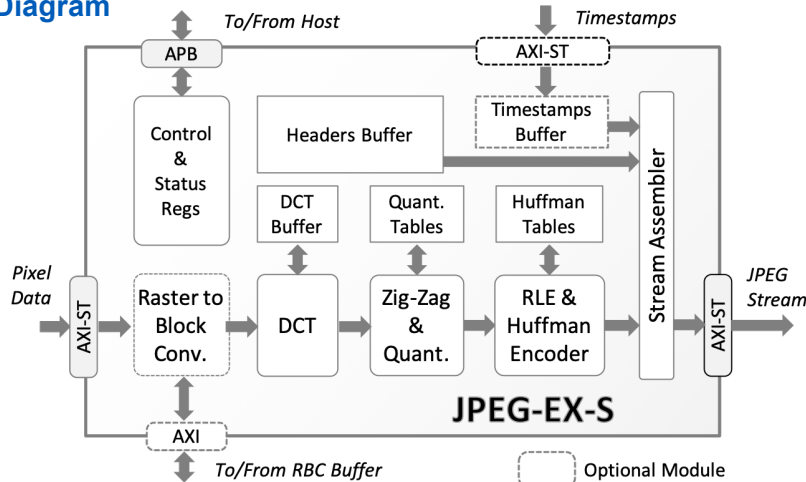 Diagram
To/From Host
Timestamps
APB
AXI-ST
Control
&
Status
Regs
Headers Buffer
Timestamps
Buffer
DCT
Buffer
Quant.
Tables
Huffman
Tables
Stream Assembler
Pixel
Data
AXI-ST
Raster to
Block
Conv.
DCT
Zig-Zag
&
Quant.
RLE &
Huffman
Encoder
AXI-ST
JPEG
Stream
JPEG-EX-S
AXI
To/From RBC Buffer
Optional Module